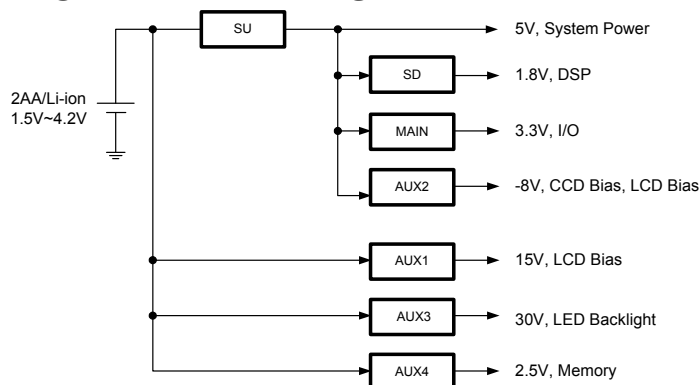 SU
5V, System Power
SD
1.8V, DSP
2AA/Li-ion
1.5V~4.2V
MAIN
3.3V, I/O
AUX2
-8V, CCD Bias, LCD Bias
AUX1
15V, LCD Bias
AUX3
30V, LED Backlight
AUX4
2.5V, Memory